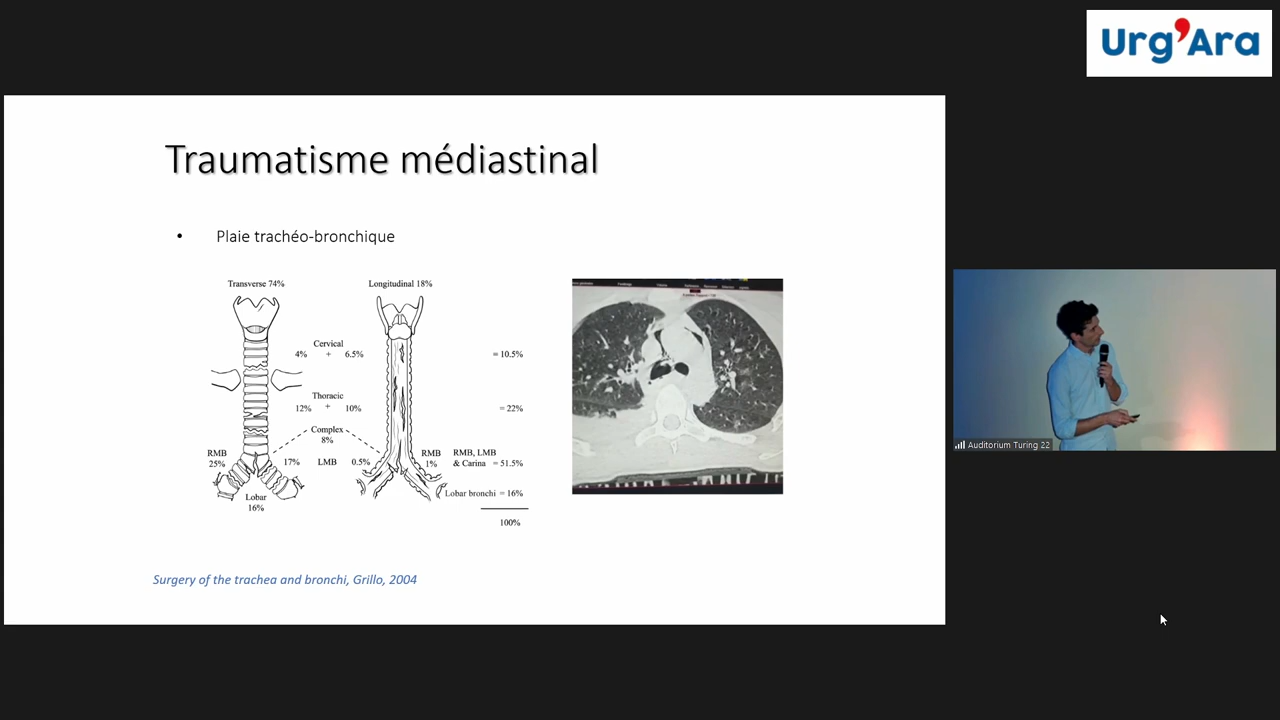 Urg'Ara
Traumatisme médiastinal
• Plaie trachéo-bronchique
Transverse 74%
Longitudinal 18%
Cervical
4% + 6.5%
= 10.5%
Thoracic
12% + 10%
= 22%
Complex
8%
RMB
25%
17%
LMB
0.5%
RMB
1%
RMB, LMB
& Carina = 51.5%
Lobar
16%
Lobar bronchi = 16%
100%
Surgery of the trachea and bronchi, Grillo, 2004
Auditorium Turing 22